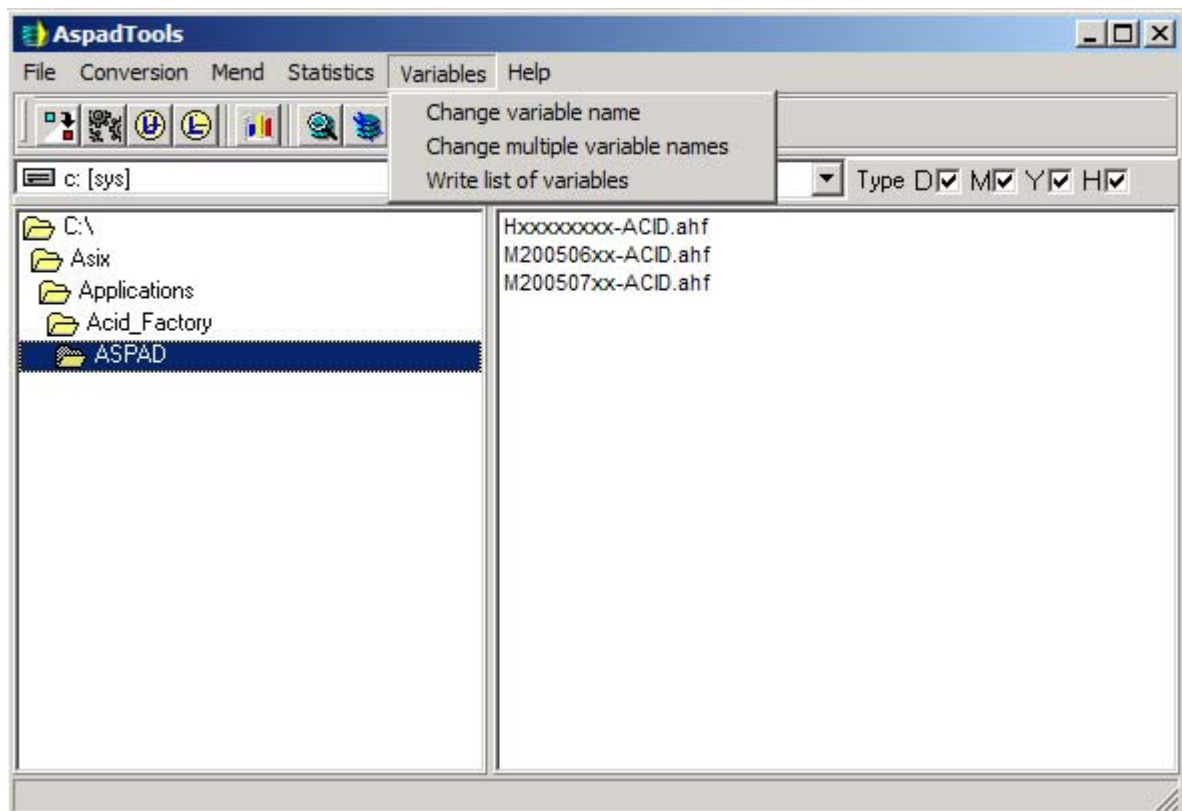 AspadTools
File Conversion Mend Statistics Variables Help
Change variable name
Change multiple variable names
Write list of variables
c: [sys]
Type D M Y H
C:\
Asix
Applications
Acid_Factory
ASPAD
Hxxxxxxxx-ACID.ahf
M200506xx-ACID.ahf
M200507xx-ACID.ahf